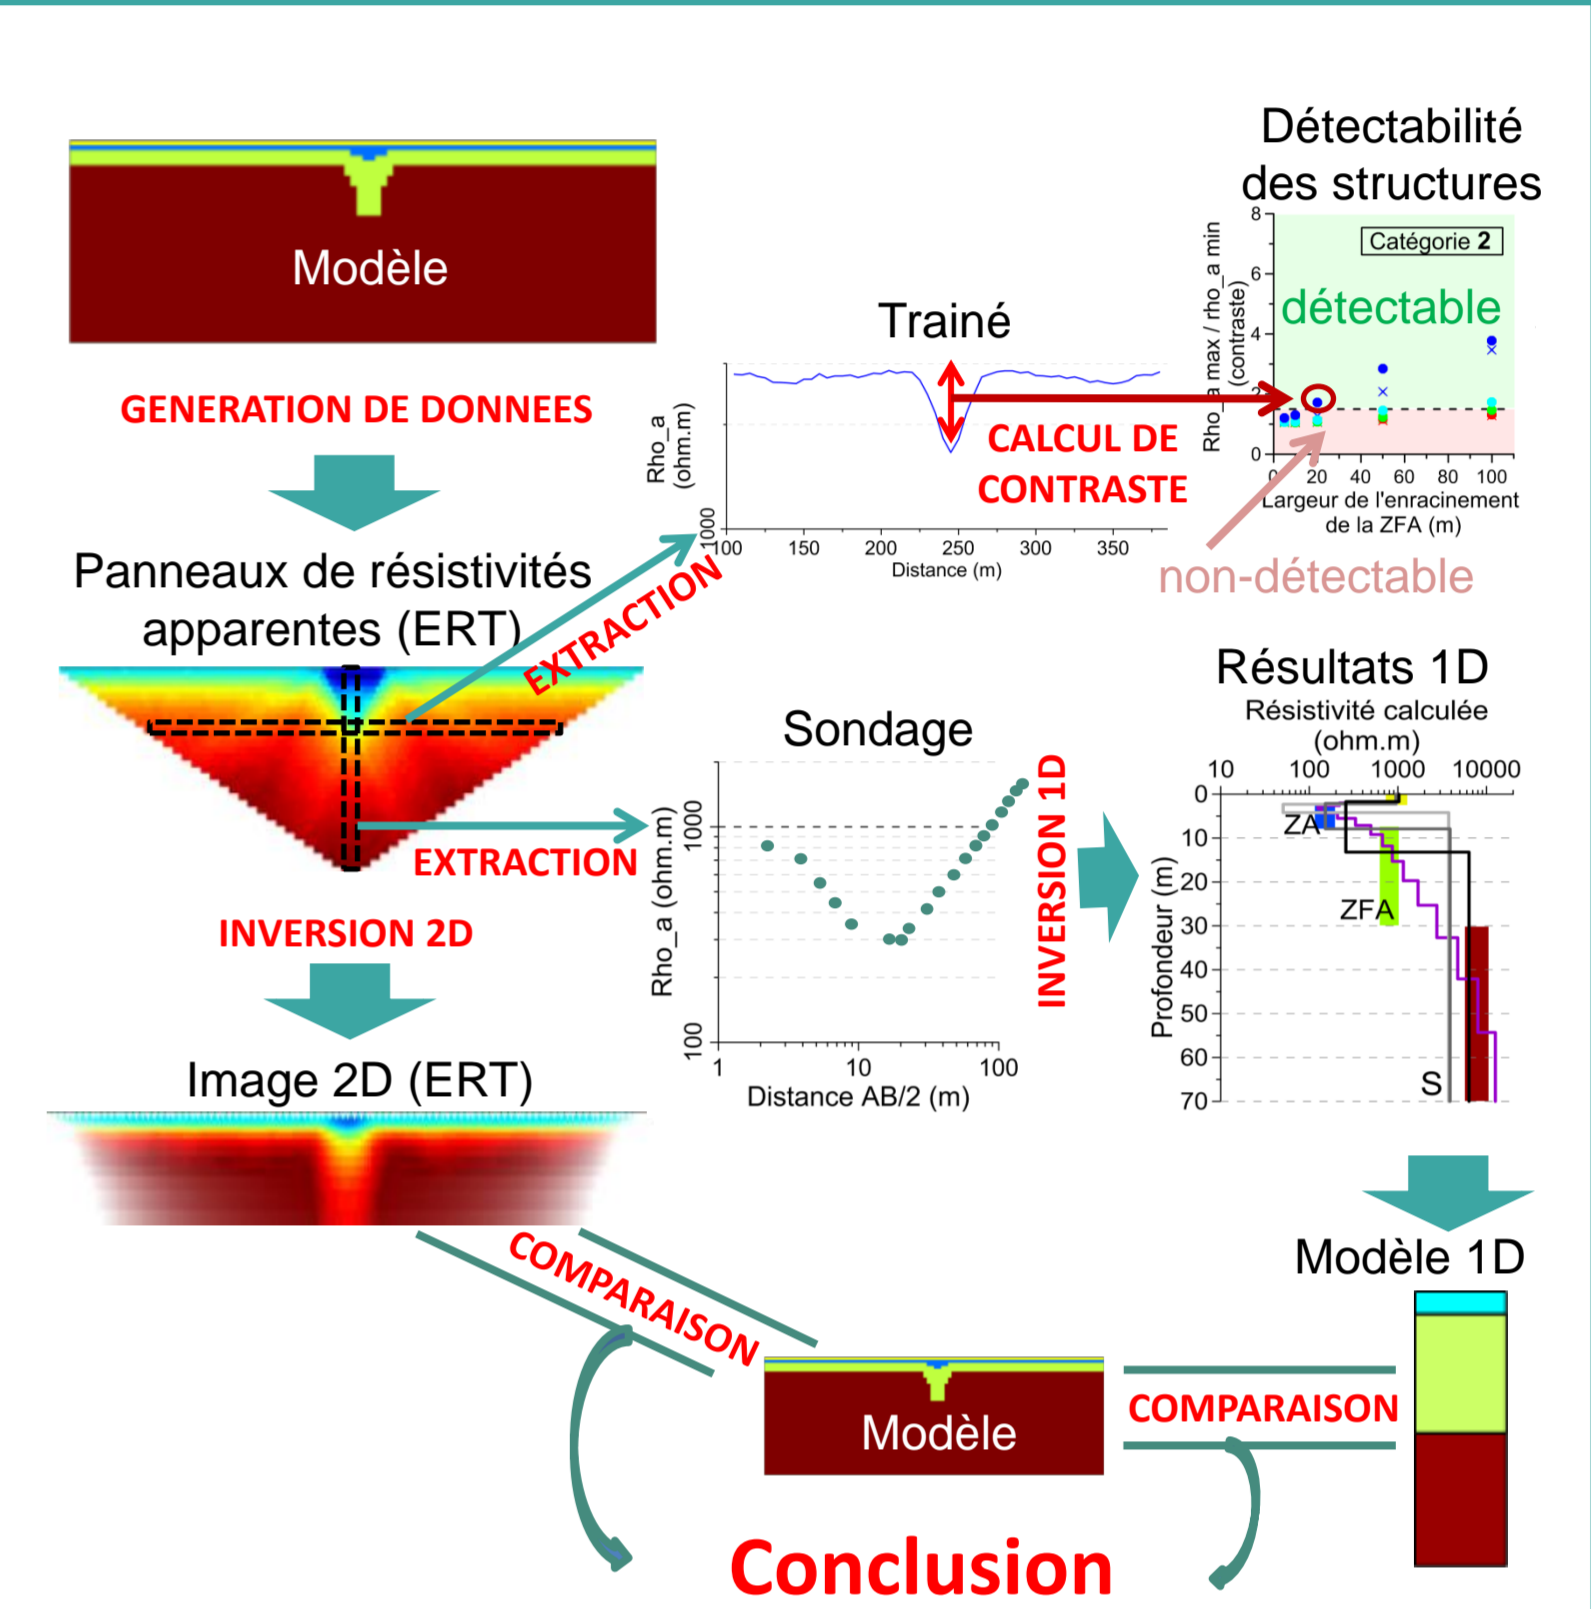 Modèle
GENERATION DE DONNEES
Panneaux de résistivités
apparentes (ERT)
EXTRACTION
EXTRACTION
INVERSION 2D
Image 2D (ERT)
Trainé
Rho_a
(ohm.m)
1000
100 150 200 250 300 350
Distance (m)
CALCUL DE
CONTRASTE
Détectabilité
des structures
Rho_a max / rho_a min
(contraste)
8
6
4
2
0
Catégorie 2
détectable
0 20 40 60 80 100
Largeur de l'enracinement
de la ZFA (m)
non-détectable
Sondage
Rho_a (ohm.m)
1000
100
1 10 100
Distance AB/2 (m)
INVERSION 1D
Résultats 1D
Résistivité calculée
(ohm.m)
10 100 1000 10000
Profondeur (m)
0
10
20
30
40
50
60
70
ZA
ZFA
S
Modèle 1D
COMPARAISON
Modèle
COMPARAISON
Conclusion